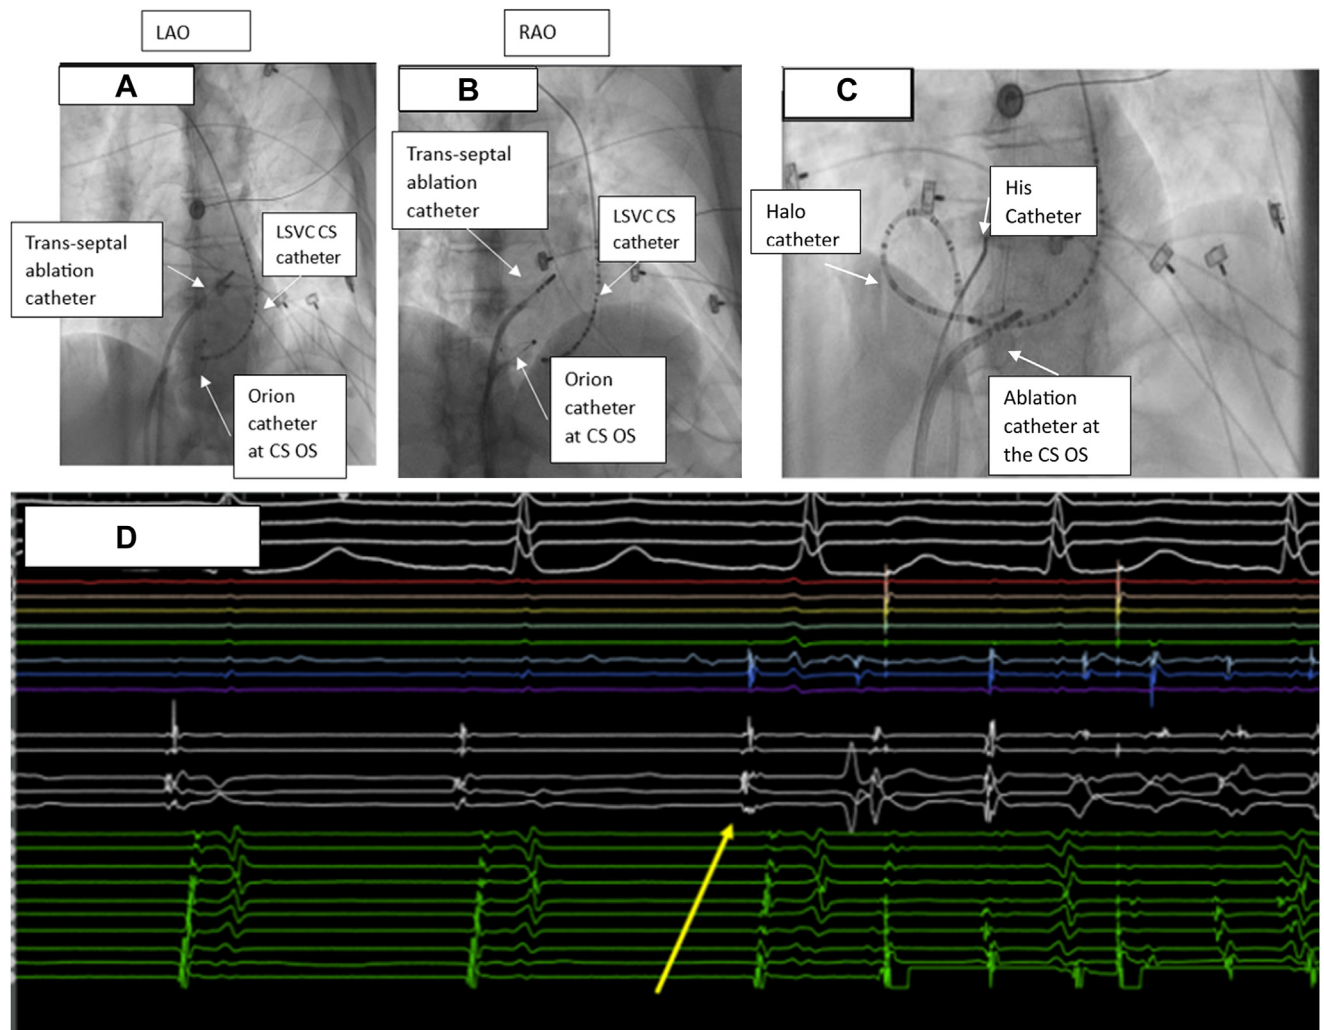 LAO
RAO
A
B
C
Trans-septal
ablation
catheter
LSVC CS
catheter
Orion
catheter
at CS OS
Trans-septal
ablation
catheter
LSVC CS
catheter
Orion
catheter
at CS OS
Halo
catheter
His
Catheter
Ablation
catheter at
the CS OS
D